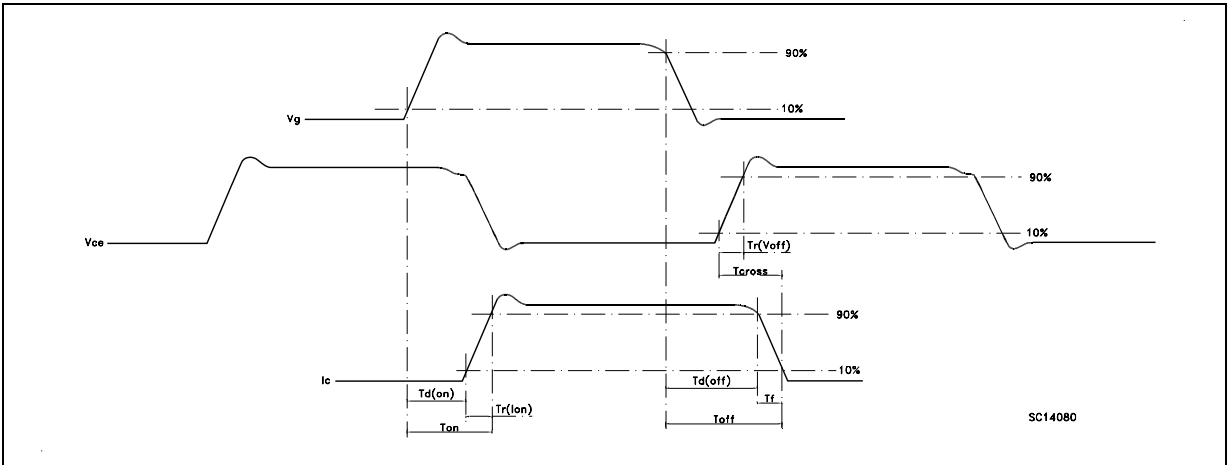 90%
10%
Vg
90%
Vce
10%
Tr(Voff)
Tcross
90%
10%
Ic
Td(on)
Td(off)
Tr(Ion)
Tf
Ton
Toff
SC14080